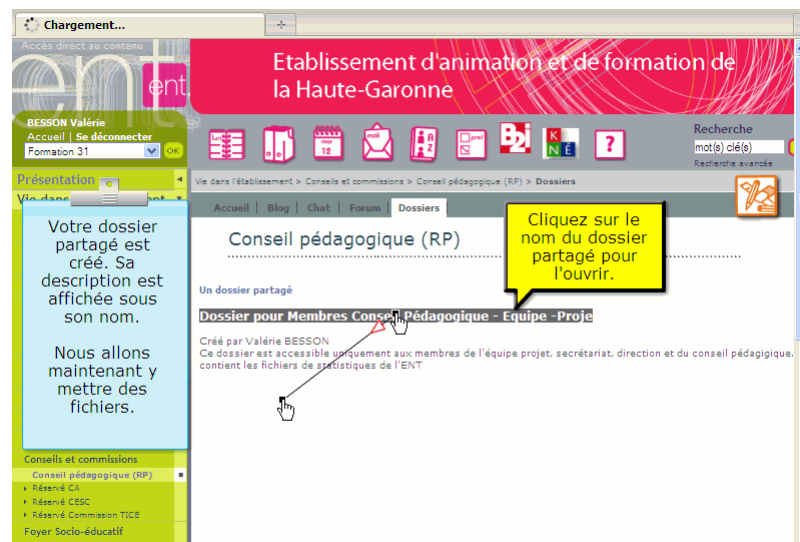 Chargement...
Accès direct au contenu
ent
ent.
Etablissement d'animation et de formation de
la Haute-Garonne
BESSON Valérie
Accueil | Se déconnecter
Formation 31
OK
lun
mar
12
mail
A
Z
post
Bi
K
N É
?
Recherche
mot(s) clé(s)
Recherche avancée
Présentation
Vie dans l'établissement > Conseils et commissions > Conseil pédagogique (RP) > Dossiers
Accueil | Blog | Chat | Forum | Dossiers
Conseil pédagogique (RP)
Votre dossier
partagé est
créé. Sa
description est
affichée sous
son nom.
Nous allons
maintenant y
mettre des
fichiers.
Cliquez sur le
nom du dossier
partagé pour
l'ouvrir.
Un dossier partagé
Dossier pour Membres Conseil Pédagogique - Equipe -Proje
Créé par Valérie BESSON
Ce dossier est accessible uniquement aux membres de l'équipe projet, secrétariat, direction et du conseil pédagigique.
contient les fichiers de statistiques de l'ENT
Conseils et commissions
Conseil pédagogique (RP)
Réservé CA
Réservé CESC
Réservé Commission TICE
Foyer Socio-éducatif